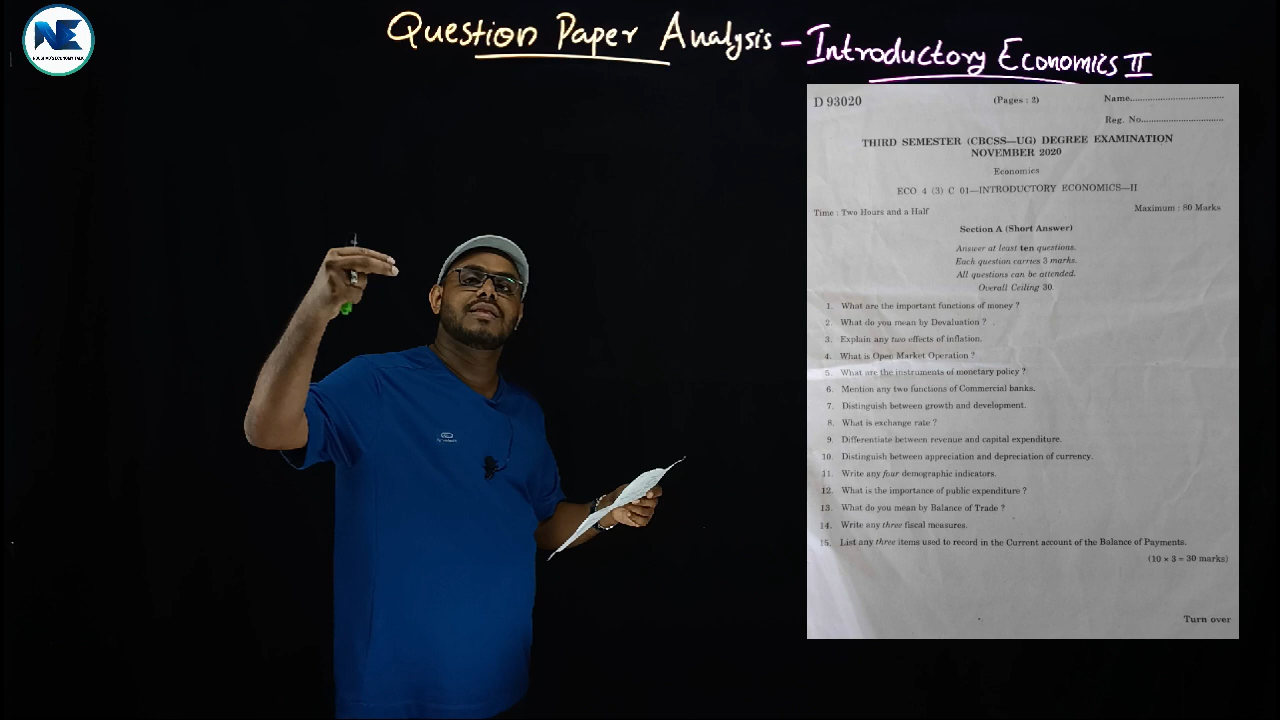 NE
Question Paper Analysis - Introductory Economics II
D 93020
(Pages : 2)
Name....................................
Reg. No................................
THIRD SEMESTER (CBCSS—UG) DEGREE EXAMINATION
NOVEMBER 2020
Economics
ECO 4 (3) C 01—INTRODUCTORY ECONOMICS—II
Time : Two Hours and a Half
Maximum : 80 Marks
Section A (Short Answer)
Answer at least ten questions.
Each question carries 3 marks.
All questions can be attended.
Overall Ceiling 30.
1. What are the important functions of money ?
2. What do you mean by Devaluation ?
3. Explain any two effects of inflation.
4. What is Open Market Operation ?
5. What are the instruments of monetary policy ?
6. Mention any two functions of Commercial banks.
7. Distinguish between growth and development.
8. What is exchange rate ?
9. Differentiate between revenue and capital expenditure.
10. Distinguish between appreciation and depreciation of currency.
11. Write any four demographic indicators.
12. What is the importance of public expenditure ?
13. What do you mean by Balance of Trade ?
14. Write any three fiscal measures.
15. List any three items used to record in the Current account of the Balance of Payments.
(10 × 3 = 30 marks)
Turn over